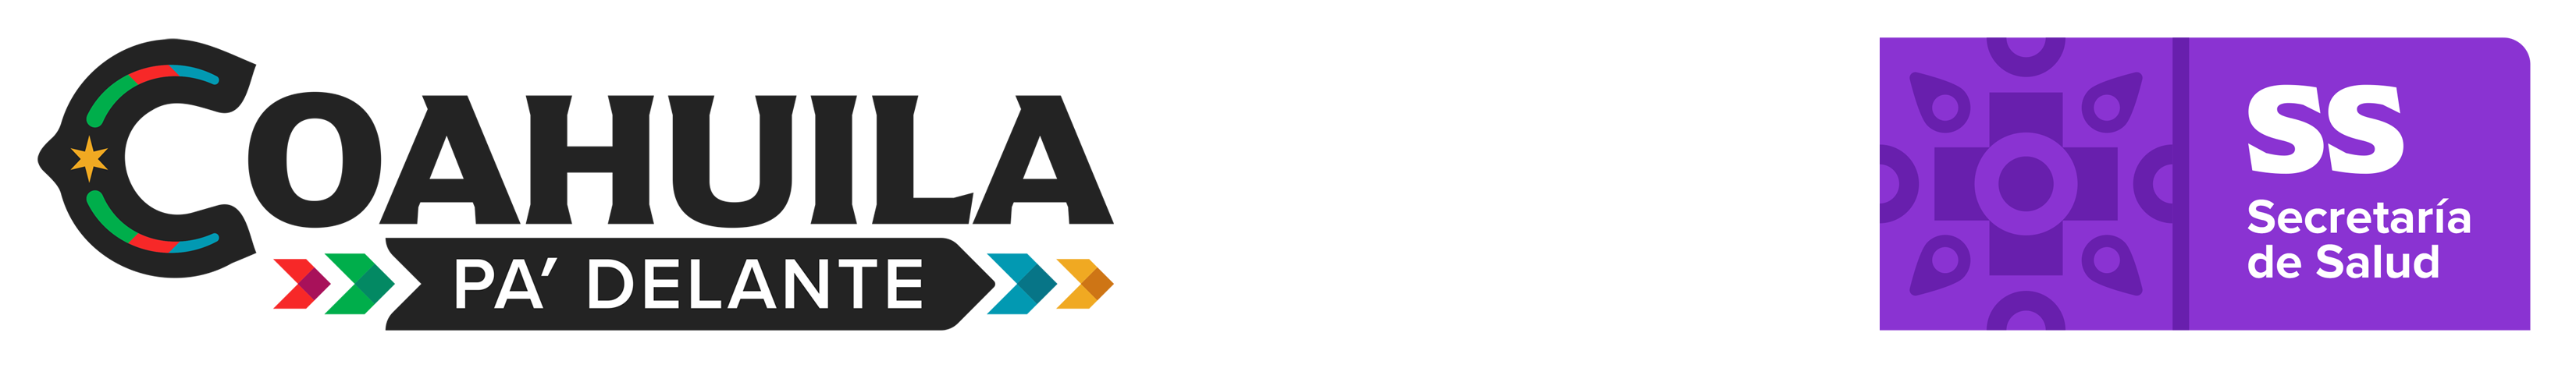 COAHUILA
PA' DELANTE
SS
Secretaría
de Salud